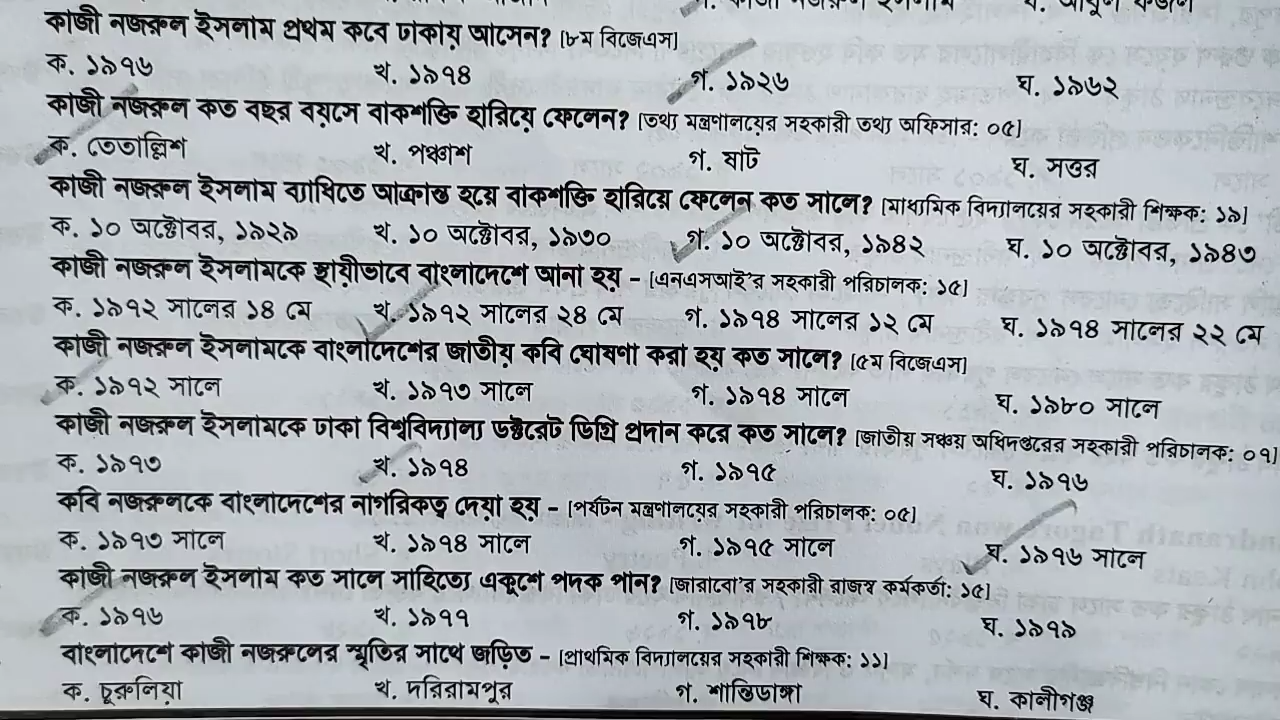 গ. কাজী নজরুল ইসলাম ঘ. আবুল ফজল
কাজী নজরুল ইসলাম প্রথম কবে ঢাকায় আসেন? [৮ম বিজেএস]
ক. ১৯৭৬ খ. ১৯৭৪ গ. ১৯২৬ ঘ. ১৯৬২
কাজী নজরুল কত বছর বয়সে বাকশক্তি হারিয়ে ফেলেন? [তথ্য মন্ত্রণালয়ের সহকারী তথ্য অফিসার: ০৫]
ক. তেতাল্লিশ খ. পঞ্চাশ গ. ষাট ঘ. সত্তর
কাজী নজরুল ইসলাম ব্যাধিতে আক্রান্ত হয়ে বাকশক্তি হারিয়ে ফেলেন কত সালে? [মাধ্যমিক বিদ্যালয়ের সহকারী শিক্ষক: ১৯]
ক. ১০ অক্টোবর, ১৯২৯ খ. ১০ অক্টোবর, ১৯৩০ গ. ১০ অক্টোবর, ১৯৪২ ঘ. ১০ অক্টোবর, ১৯৪৩
কাজী নজরুল ইসলামকে স্থায়ীভাবে বাংলাদেশে আনা হয় – [এনএসআই'র সহকারী পরিচালক: ১৫]
ক. ১৯৭২ সালের ১৪ মে খ. ১৯৭২ সালের ২৪ মে গ. ১৯৭৪ সালের ১২ মে ঘ. ১৯৭৪ সালের ২২ মে
কাজী নজরুল ইসলামকে বাংলাদেশের জাতীয় কবি ঘোষণা করা হয় কত সালে? [৫ম বিজেএস]
ক. ১৯৭২ সালে খ. ১৯৭৩ সালে গ. ১৯৭৪ সালে ঘ. ১৯৮০ সালে
কাজী নজরুল ইসলামকে ঢাকা বিশ্ববিদ্যালয় ডক্টরেট ডিগ্রি প্রদান করে কত সালে? [জাতীয় সঞ্চয় অধিদপ্তরের সহকারী পরিচালক: ০৭]
ক. ১৯৭৩ খ. ১৯৭৪ গ. ১৯৭৫ ঘ. ১৯৭৬
কবি নজরুলকে বাংলাদেশের নাগরিকত্ব দেয়া হয় – [পর্যটন মন্ত্রণালয়ের সহকারী পরিচালক: ০৫]
ক. ১৯৭৩ সালে খ. ১৯৭৪ সালে গ. ১৯৭৫ সালে ঘ. ১৯৭৬ সালে
কাজী নজরুল ইসলাম কত সালে সাহিত্যে একুশে পদক পান? [জারাবো'র সহকারী রাজস্ব কর্মকর্তা: ১৫]
ক. ১৯৭৬ খ. ১৯৭৭ গ. ১৯৭৮ ঘ. ১৯৭৯
বাংলাদেশে কাজী নজরুলের স্মৃতির সাথে জড়িত – [প্রাথমিক বিদ্যালয়ের সহকারী শিক্ষক: ১১]
ক. চুরুলিয়া খ. দরিরামপুর গ. শান্তিডাঙ্গা ঘ. কালীগঞ্জ